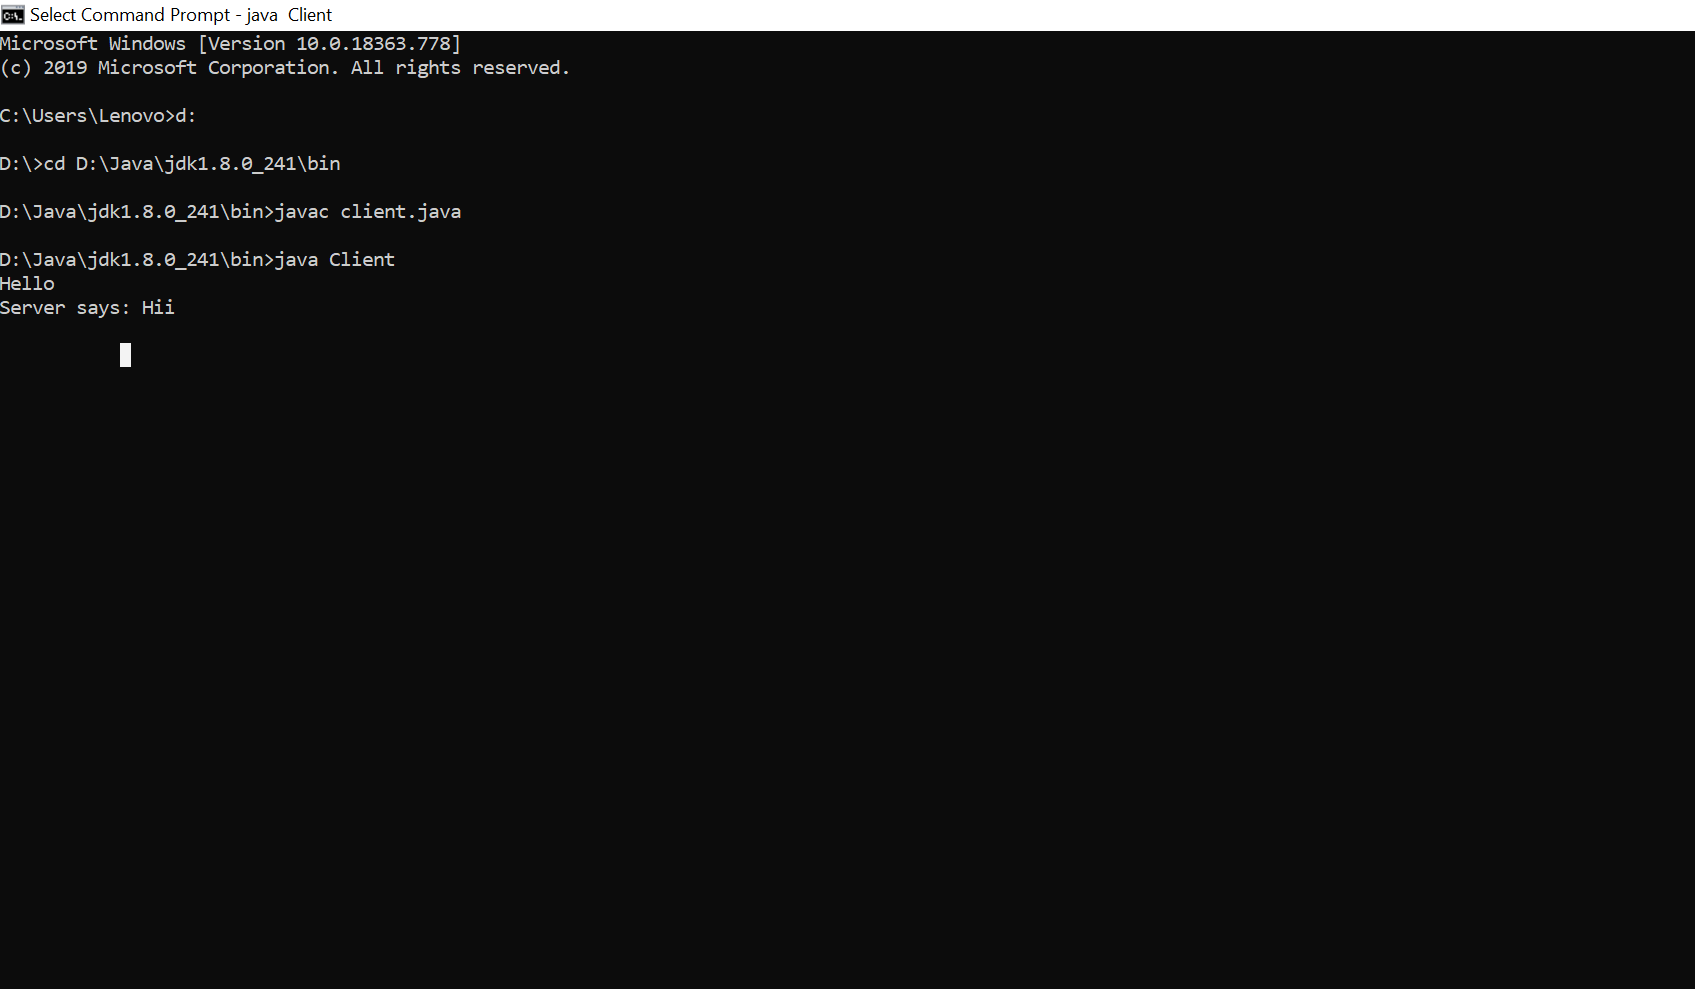 Select Command Prompt - java  Client
Microsoft Windows [Version 10.0.18363.778]
(c) 2019 Microsoft Corporation. All rights reserved.
C:\Users\Lenovo>d:
D:\>cd D:\Java\jdk1.8.0_241\bin
D:\Java\jdk1.8.0_241\bin>javac client.java
D:\Java\jdk1.8.0_241\bin>java Client
Hello
Server says: Hii